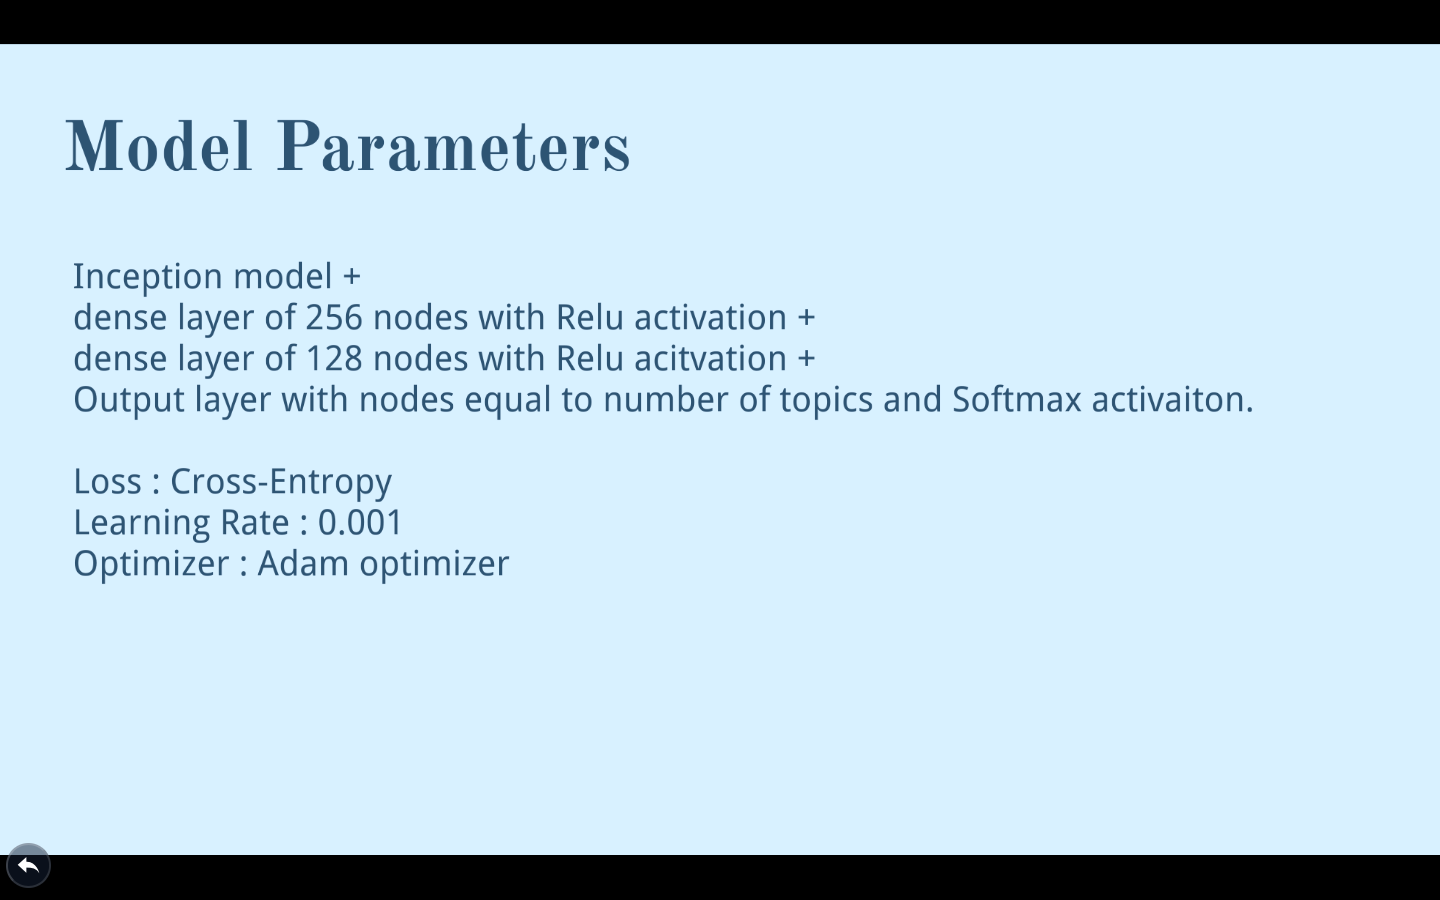 Model Parameters
Inception model +
dense layer of 256 nodes with Relu activation +
dense layer of 128 nodes with Relu acitvation +
Output layer with nodes equal to number of topics and Softmax activaiton.
Loss : Cross-Entropy
Learning Rate : 0.001
Optimizer : Adam optimizer